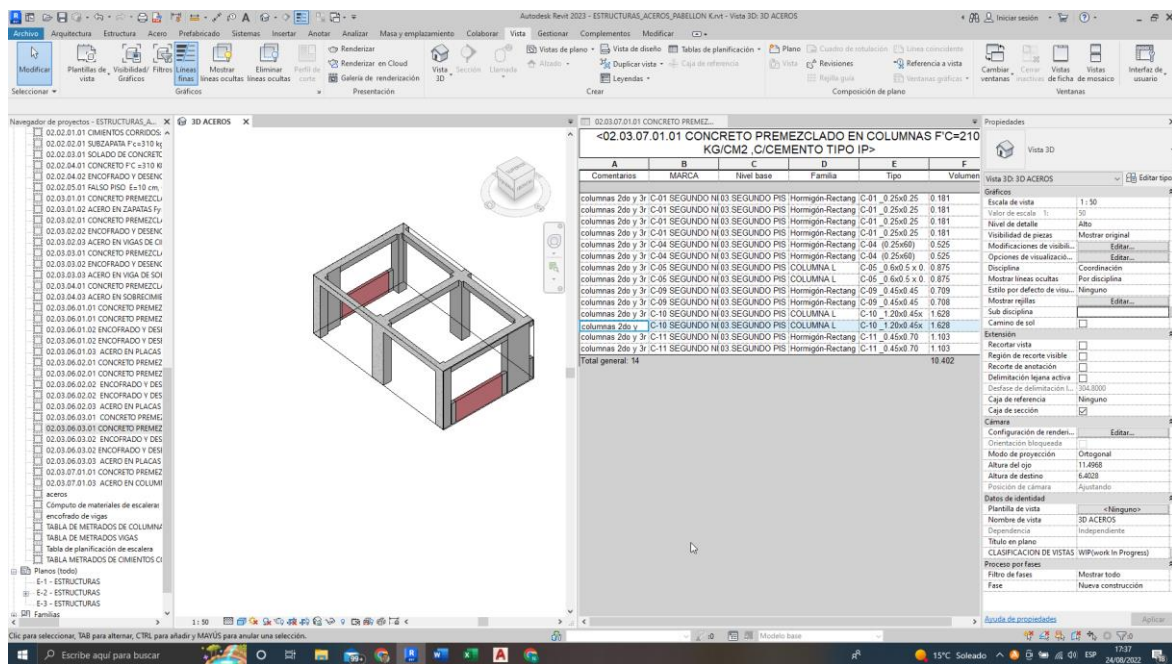 Autodesk Revit 2023 - ESTRUCTURAS_ACEROS_PABELLON K.rvt - Vista 3D: 3D ACEROS
Iniciar sesión
Archivo Arquitectura Estructura Acero Prefabricado Sistemas Insertar Anotar Analizar Masa y emplazamiento Colaborar Vista Gestionar Complementos Modificar
Modificar
Plantillas de vista
Visibilidad/ Gráficos
Filtros
Líneas finas
Mostrar líneas ocultas
Eliminar líneas ocultas
Perfil de corte
Renderizar
Renderizar en Cloud
Galería de renderización
Vista 3D
Sección
Llamada
Vistas de plano
Alzado
Vista de diseño
Duplicar vista
Leyendas
Tablas de planificación
Caja de referencia
Plano
Vista
Cuadro de rotulación
Revisiones
Rejilla guía
Línea coincidente
Referencia a vista
Ventanas gráficas
Cambiar ventanas
Cerrar inactivas
Vistas de ficha
Vistas de mosaico
Interfaz de usuario
Seleccionar
Gráficos
Presentación
Crear
Composición de plano
Ventanas
Navegador de proyectos - ESTRUCTURAS_A...
02.02.01.01 CIMIENTOS CORRIDOS:
02.02.02.01 SUBZAPATA F'c=310 kg
02.02.03.01 SOLADO DE CONCRETO
02.02.04.01 CONCRETO F'C =310 KI
02.02.04.02 ENCOFRADO Y DESENC
02.02.05.01 FALSO PISO E=10 cm,
02.03.01.01 CONCRETO PREMEZCL
02.03.01.02 ACERO EN ZAPATAS Fy
02.03.02.01 CONCRETO PREMEZCL
02.03.02.02 ENCOFRADO Y DESENC
02.03.02.03 ACERO EN VIGAS DE CI
02.03.03.01 CONCRETO PREMEZCL
02.03.03.02 ENCOFRADO Y DESENC
02.03.03.03 ACERO EN VIGA DE SOI
02.03.04.01 CONCRETO PREMEZCL
02.03.04.03 ACERO EN SOBRECIMIE
02.03.06.01.01 CONCRETO PREMEZ
02.03.06.01.01 CONCRETO PREMEZ
02.03.06.01.02 ENCOFRADO Y DESI
02.03.06.01.02 ENCOFRADO Y DESI
02.03.06.01.03 ACERO EN PLACAS
02.03.06.02.01 CONCRETO PREMEZ
02.03.06.02.01 CONCRETO PREMEZ
02.03.06.02.02 ENCOFRADO Y DES
02.03.06.02.02 ENCOFRADO Y DES
02.03.06.02.03 ACERO EN PLACAS
02.03.06.03.01 CONCRETO PREMEZ
02.03.06.03.01 CONCRETO PREMEZ
02.03.06.03.02 ENCOFRADO Y DES
02.03.06.03.02 ENCOFRADO Y DESI
02.03.06.03.03 ACERO EN PLACAS
02.03.07.01.01 CONCRETO PREMEZ
02.03.07.01.03 ACERO EN COLUMI
aceros
Cómputo de materiales de escaleras
encofrado de vigas
TABLA DE METRADOS DE COLUMNA
TABLA DE METRADOS VIGAS
Tabla de planificación de escalera
TABLA METRADOS DE CIMIENTOS C
Planos (todo)
E-1 - ESTRUCTURAS
E-2 - ESTRUCTURAS
E-3 - ESTRUCTURAS
Familias
3D ACEROS
1 : 50
02.03.07.01.01 CONCRETO PREMEZ...
<02.03.07.01.01 CONCRETO PREMEZCLADO EN COLUMNAS F'C=210
KG/CM2 ,C/CEMENTO TIPO IP>
A B C D E F
Comentarios MARCA Nivel base Familia Tipo Volumen
columnas 2do y 3r C-01 SEGUNDO NI 03.SEGUNDO PIS Hormigón-Rectang C-01 _0.25x0.25 0.181
columnas 2do y 3r C-01 SEGUNDO NI 03.SEGUNDO PIS Hormigón-Rectang C-01 _0.25x0.25 0.181
columnas 2do y 3r C-01 SEGUNDO NI 03.SEGUNDO PIS Hormigón-Rectang C-01 _0.25x0.25 0.181
columnas 2do y 3r C-01 SEGUNDO NI 03.SEGUNDO PIS Hormigón-Rectang C-01 _0.25x0.25 0.181
columnas 2do y 3r C-04 SEGUNDO NI 03.SEGUNDO PIS Hormigón-Rectang C-04 (0.25x60) 0.525
columnas 2do y 3r C-04 SEGUNDO NI 03.SEGUNDO PIS Hormigón-Rectang C-04 (0.25x60) 0.525
columnas 2do y 3r C-05 SEGUNDO NI 03.SEGUNDO PIS COLUMNA L C-05 _0.6x0.5 x 0. 0.875
columnas 2do y 3r C-05 SEGUNDO NI 03.SEGUNDO PIS COLUMNA L C-05 _0.6x0.5 x 0. 0.875
columnas 2do y 3r C-09 SEGUNDO NI 03.SEGUNDO PIS Hormigón-Rectang C-09 _0.45x0.45 0.709
columnas 2do y 3r C-09 SEGUNDO NI 03.SEGUNDO PIS Hormigón-Rectang C-09 _0.45x0.45 0.708
columnas 2do y 3r C-10 SEGUNDO NI 03.SEGUNDO PIS COLUMNA L C-10 _1.20x0.45x 1.628
columnas 2do y C-10 SEGUNDO NI 03.SEGUNDO PIS COLUMNA L C-10 _1.20x0.45x 1.628
columnas 2do y 3r C-11 SEGUNDO NI 03.SEGUNDO PIS Hormigón-Rectang C-11 _0.45x0.70 1.103
columnas 2do y 3r C-11 SEGUNDO NI 03.SEGUNDO PIS Hormigón-Rectang C-11 _0.45x0.70 1.103
Total general: 14 10.402
Propiedades
Vista 3D
Vista 3D: 3D ACEROS Editar tipo
Gráficos
Escala de vista 1 : 50
Valor de escala 1: 50
Nivel de detalle Alto
Visibilidad de piezas Mostrar original
Modificaciones de visibili... Editar...
Opciones de visualizació... Editar...
Disciplina Coordinación
Mostrar líneas ocultas Por disciplina
Estilo por defecto de visu... Ninguno
Mostrar rejillas Editar...
Sub disciplina
Camino de sol
Extensión
Recortar vista
Región de recorte visible
Recorte de anotación
Delimitación lejana activa
Desfase de delimitación l... 304.8000
Caja de referencia Ninguno
Caja de sección
Cámara
Configuración de renderi... Editar...
Orientación bloqueada
Modo de proyección Ortogonal
Altura del ojo 11.4968
Altura de destino 6.4028
Posición de cámara Ajustando
Datos de identidad
Plantilla de vista <Ninguno>
Nombre de vista 3D ACEROS
Dependencia Independiente
Título en plano
CLASIFICACION DE VISTAS WIP(work In Progress)
Proceso por fases
Filtro de fases Mostrar todo
Fase Nueva construcción
Ayuda de propiedades Aplicar
Clic para seleccionar, TAB para alternar, CTRL para añadir y MAYÚS para anular una selección.
Modelo base
Escribe aquí para buscar
15°C Soleado
ESP
17:37
24/08/2022